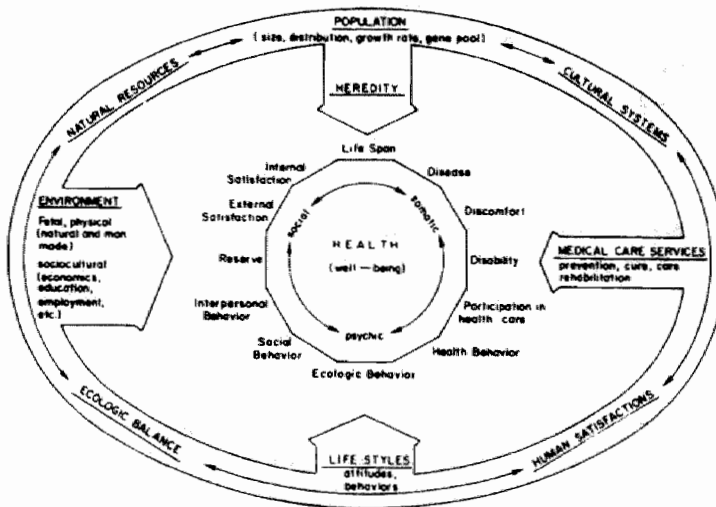 POPULATION
( size, distribution, growth rate, gene pool)
NATURAL RESOURCES
CULTURAL SYSTEMS
HEREDITY
Life Span
Internal
Satisfaction
Disease
External
Satisfaction
Discomfort
social
somatic
ENVIRONMENT
Fetal, physical
(natural and man
made)
sociocultural
(economics,
education,
employment,
etc.)
Reserve
HEALTH
(well — being)
Disability
MEDICAL CARE SERVICES
prevention, cure, care
rehabilitation
Interpersonal
Behavior
Participation in
health care
psychic
Social
Behavior
Health Behavior
Ecologic Behavior
ECOLOGIC BALANCE
HUMAN SATISFACTIONS
LIFE STYLES
attitudes,
behaviors